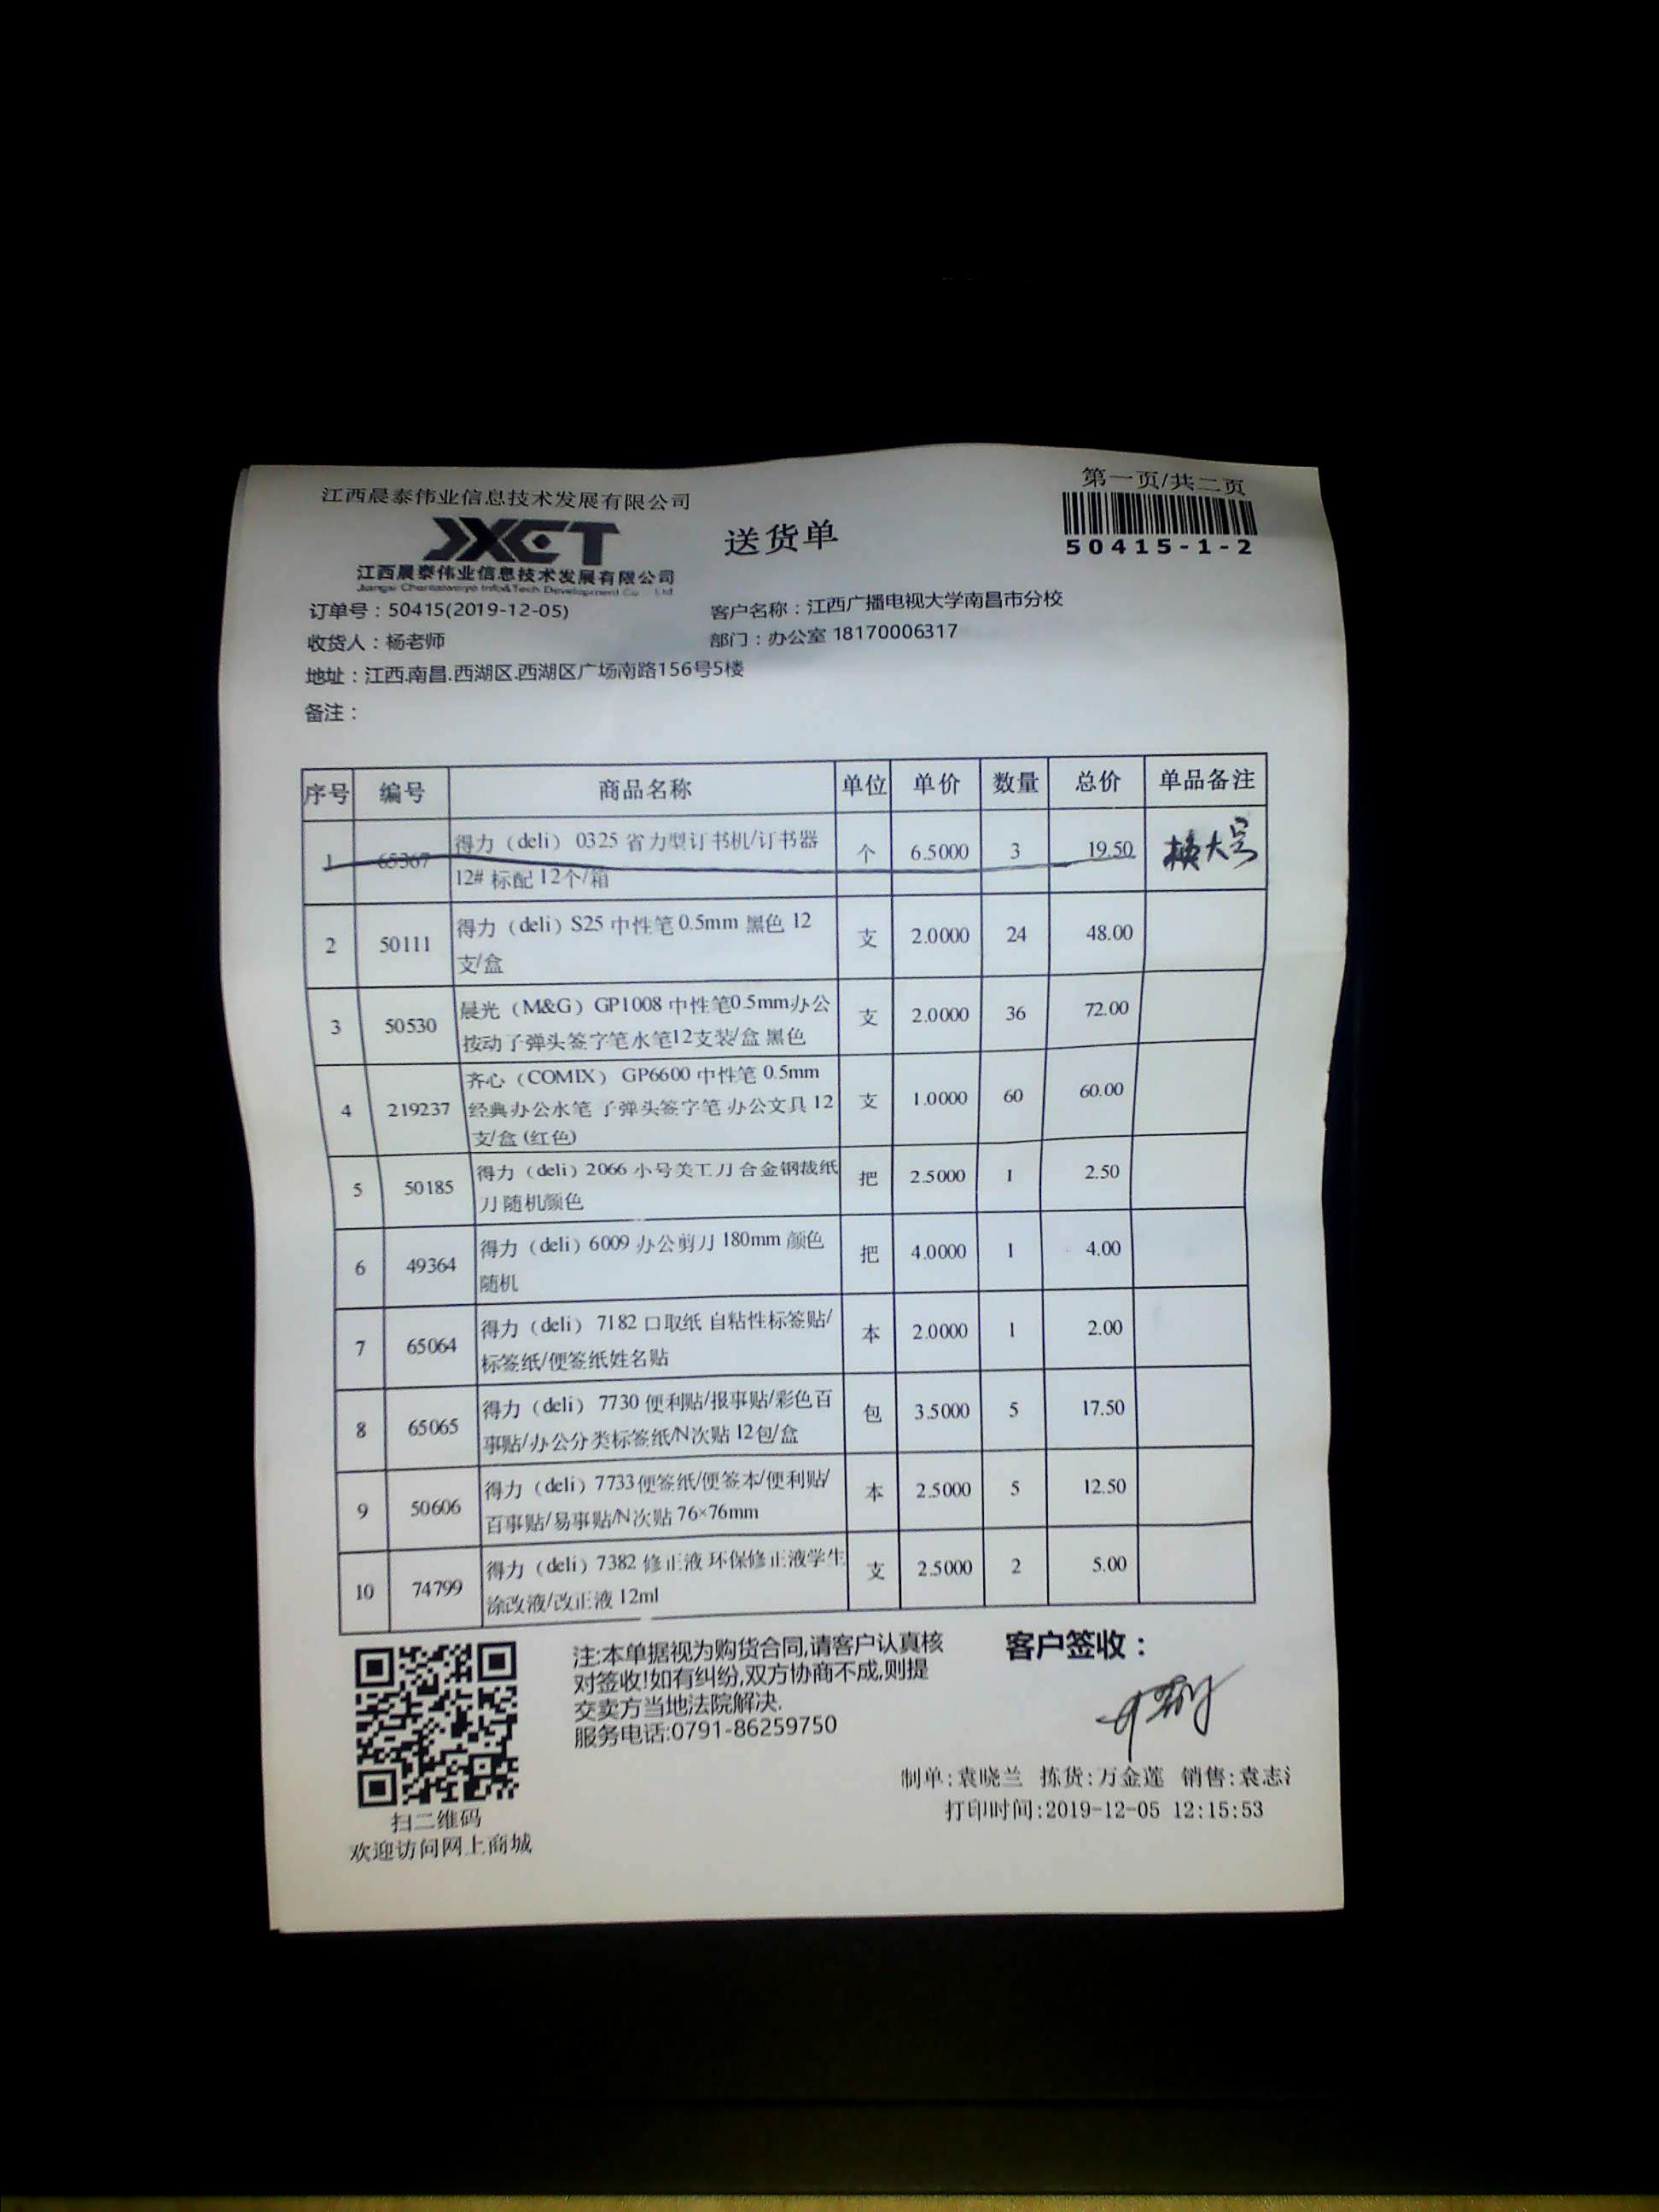 第一页/共二页
江西晨泰伟业信息技术发展有限公司
JXCT
送货单
50415-1-2
江西晨泰伟业信息技术发展有限公司
Jiangxi Chentaiweiye Info&Tech Development Co., Ltd
订单号：50415(2019-12-05) 客户名称：江西广播电视大学南昌市分校
收货人：杨老师 部门：办公室 18170006317
地址：江西.南昌.西湖区.西湖区广场南路156号5楼
备注：
序号 编号 商品名称 单位 单价 数量 总价 单品备注
1 65367 得力（deli） 0325 省力型订书机/订书器 个 6.5000 3 19.50 换大号
12# 标配 12个/箱
2 50111 得力（deli）S25 中性笔 0.5mm 黑色 12 支 2.0000 24 48.00
支/盒
3 50530 晨光（M&G）GP1008 中性笔0.5mm办公 支 2.0000 36 72.00
按动子弹头签字笔水笔12支装/盒 黑色
4 219237 齐心（COMIX） GP6600 中性笔 0.5mm 支 1.0000 60 60.00
经典办公水笔 子弹头签字笔 办公文具 12
支/盒 (红色)
5 50185 得力（deli）2066 小号美工刀 合金钢裁纸 把 2.5000 1 2.50
刀 随机颜色
6 49364 得力（deli）6009 办公剪刀 180mm 颜色 把 4.0000 1 4.00
随机
7 65064 得力（deli） 7182 口取纸 自粘性标签贴/ 本 2.0000 1 2.00
标签纸/便签纸姓名贴
8 65065 得力（deli） 7730 便利贴/报事贴/彩色百 包 3.5000 5 17.50
事贴/办公分类标签纸/N次贴 12包/盒
9 50606 得力（deli）7733便签纸/便签本/便利贴/ 本 2.5000 5 12.50
百事贴/易事贴/N次贴 76×76mm
10 74799 得力（deli）7382 修正液 环保修正液学生 支 2.5000 2 5.00
涂改液/改正液 12ml
注:本单据视为购货合同,请客户认真核
对签收!如有纠纷,双方协商不成,则提
交卖方当地法院解决.
服务电话:0791-86259750
客户签收：
制单:袁晓兰 拣货:万金莲 销售:袁志
打印时间:2019-12-05 12:15:53
扫二维码
欢迎访问网上商城